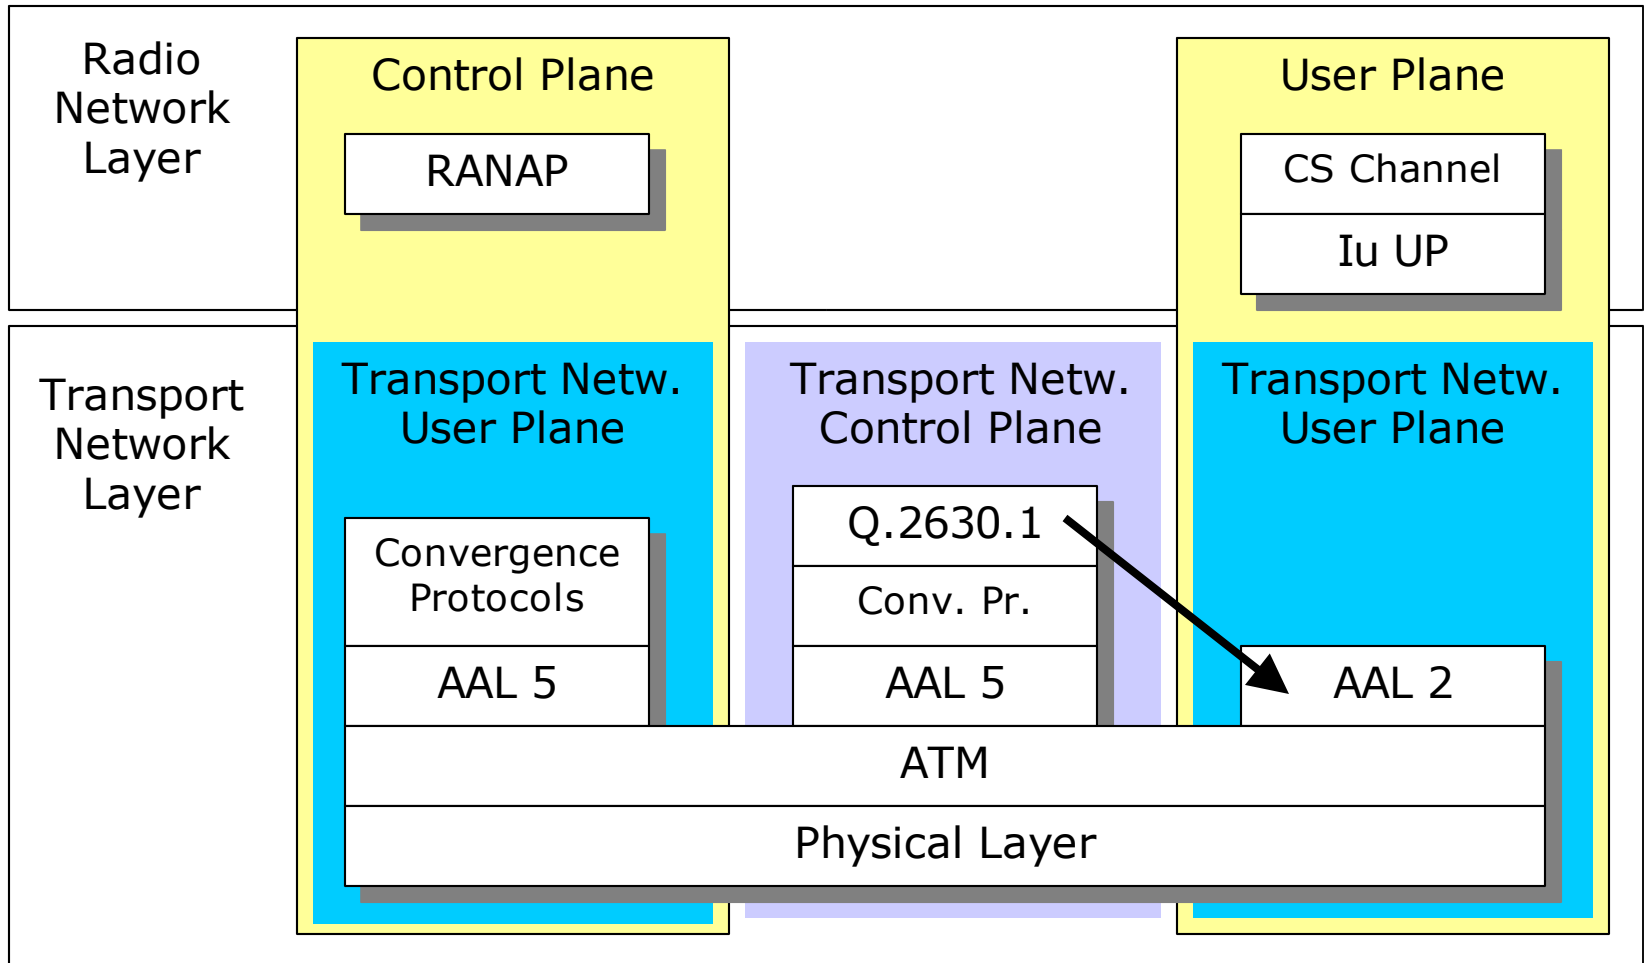 Radio
Network
Layer
Control Plane
RANAP
User Plane
CS Channel
Iu UP
Transport
Network
Layer
Transport Netw.
User Plane
Convergence
Protocols
AAL 5
Transport Netw.
Control Plane
Q.2630.1
Conv. Pr.
AAL 5
Transport Netw.
User Plane
AAL 2
ATM
Physical Layer